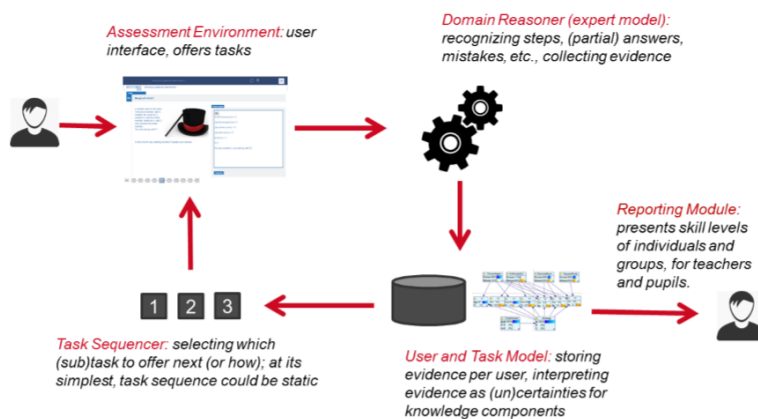 Assessment Environment: user
interface, offers tasks
Domain Reasoner (expert model):
recognizing steps, (partial) answers,
mistakes, etc., collecting evidence
Reporting Module:
presents skill levels
of individuals and
groups, for teachers
and pupils.
1 2 3
Task Sequencer: selecting which
(sub)task to offer next (or how); at its
simplest, task sequence could be static
User and Task Model: storing
evidence per user, interpreting
evidence as (un)certainties for
knowledge components